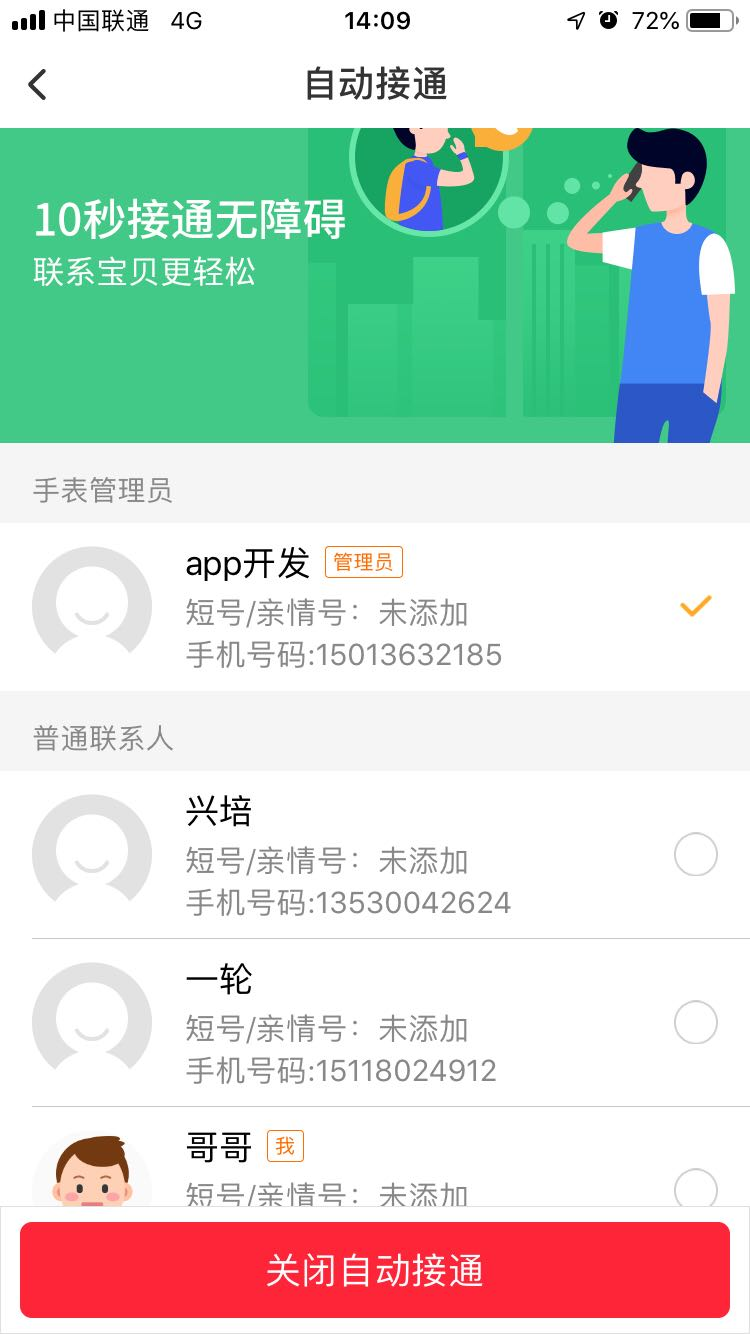 中国联通 4G 14:09 72%
自动接通
10秒接通无障碍
联系宝贝更轻松
手表管理员
app开发 管理员
短号/亲情号：未添加
手机号码:15013632185
普通联系人
兴培
短号/亲情号：未添加
手机号码:13530042624
一轮
短号/亲情号：未添加
手机号码:15118024912
哥哥 我
短号/亲情号：未添加
关闭自动接通